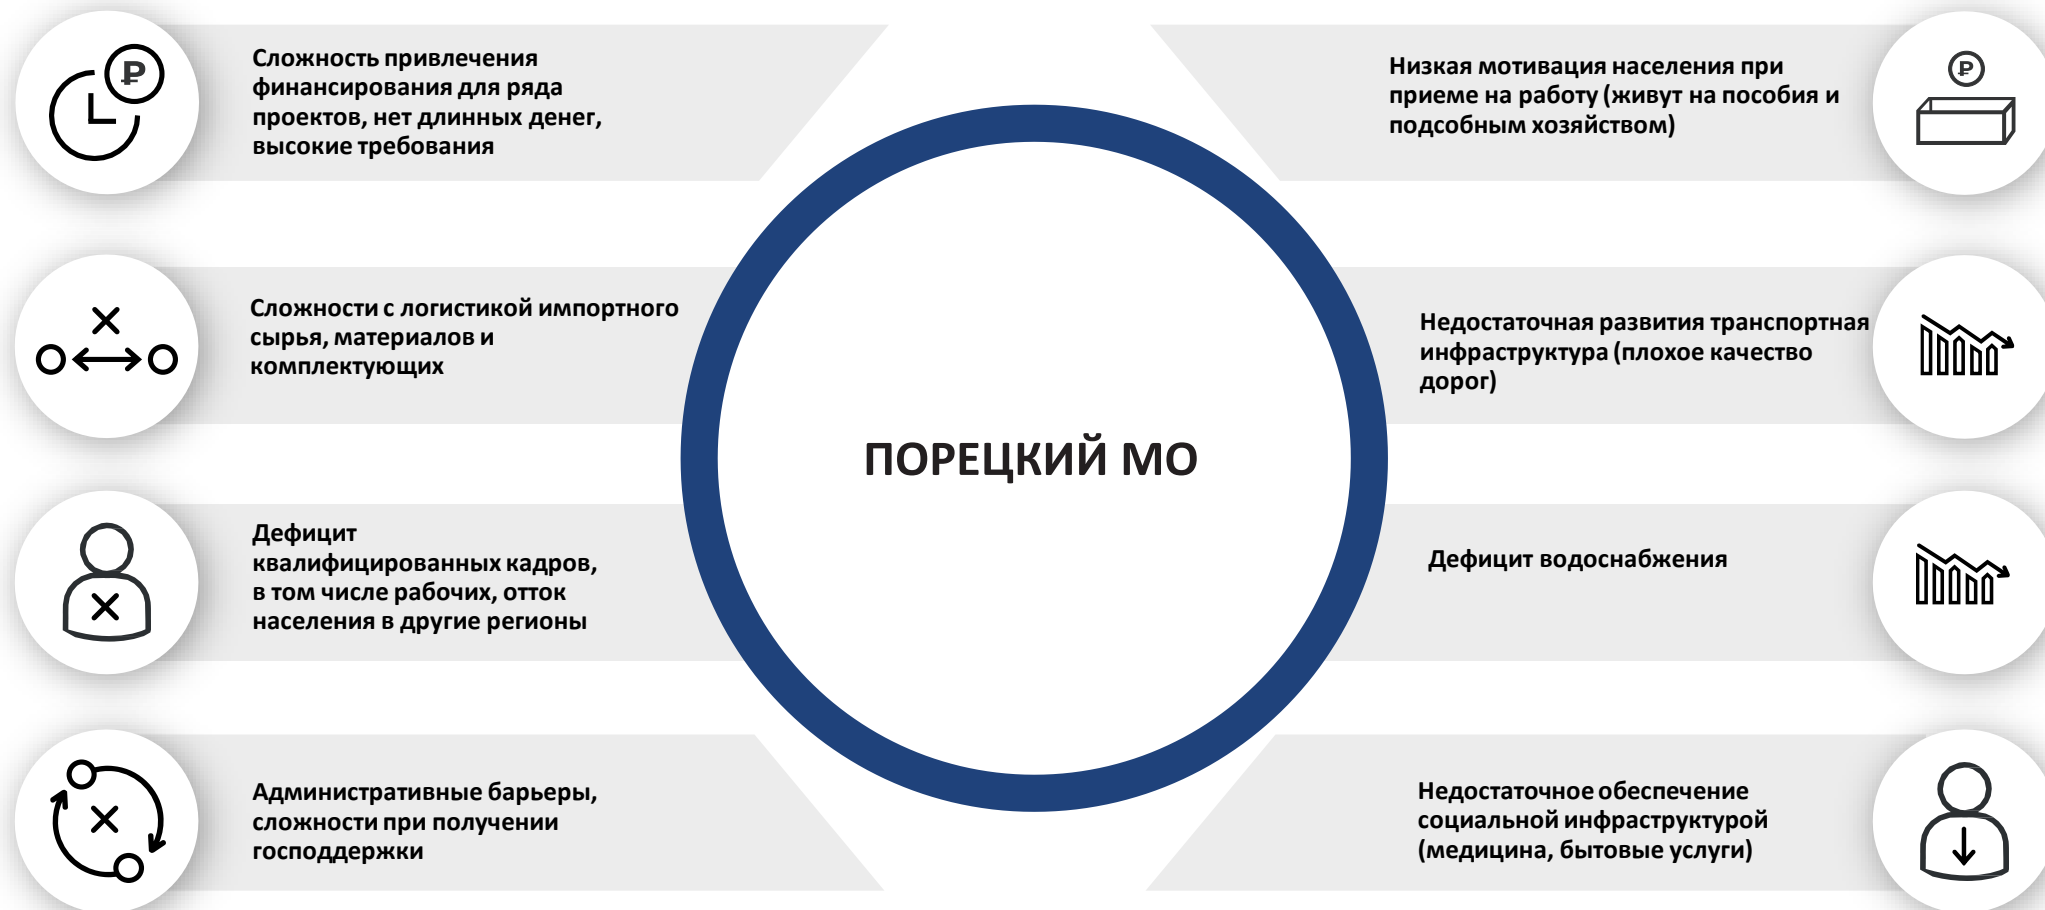 Сложность привлечения
финансирования для ряда
проектов, нет длинных денег,
высокие требования
Сложности с логистикой импортного
сырья, материалов и
комплектующих
Дефицит
квалифицированных кадров,
в том числе рабочих, отток
населения в другие регионы
Административные барьеры,
сложности при получении
господдержки
ПОРЕЦКИЙ МО
Низкая мотивация населения при
приеме на работу (живут на пособия и
подсобным хозяйством)
Недостаточная развития транспортная
инфраструктура (плохое качество
дорог)
Дефицит водоснабжения
Недостаточное обеспечение
социальной инфраструктурой
(медицина, бытовые услуги)